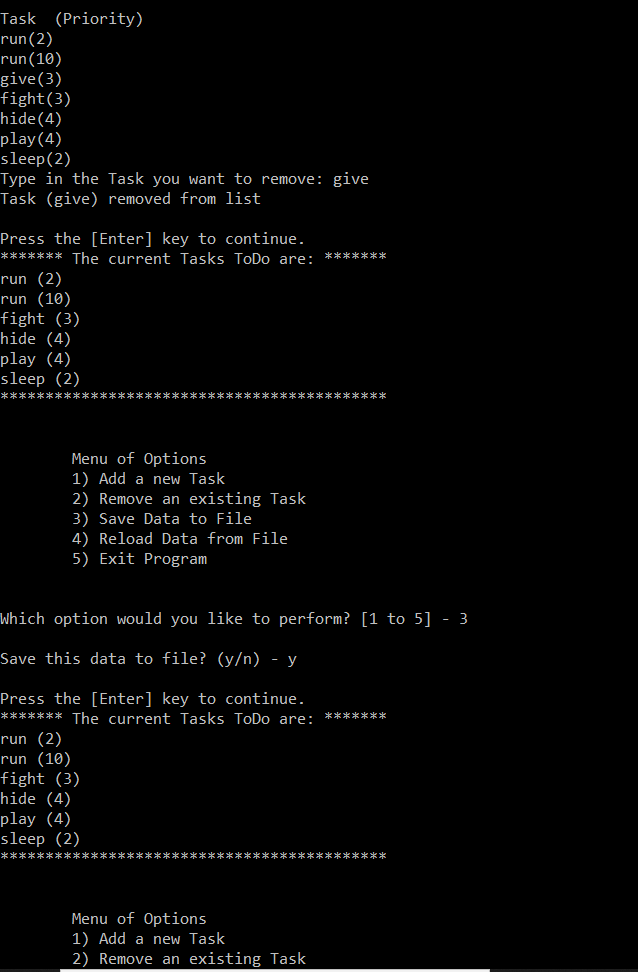 Task  (Priority)
run(2)
run(10)
give(3)
fight(3)
hide(4)
play(4)
sleep(2)
Type in the Task you want to remove: give
Task (give) removed from list

Press the [Enter] key to continue.
******* The current Tasks ToDo are: *******
run (2)
run (10)
fight (3)
hide (4)
play (4)
sleep (2)
*******************************************


        Menu of Options
        1) Add a new Task
        2) Remove an existing Task
        3) Save Data to File
        4) Reload Data from File
        5) Exit Program


Which option would you like to perform? [1 to 5] - 3

Save this data to file? (y/n) - y

Press the [Enter] key to continue.
******* The current Tasks ToDo are: *******
run (2)
run (10)
fight (3)
hide (4)
play (4)
sleep (2)
*******************************************


        Menu of Options
        1) Add a new Task
        2) Remove an existing Task